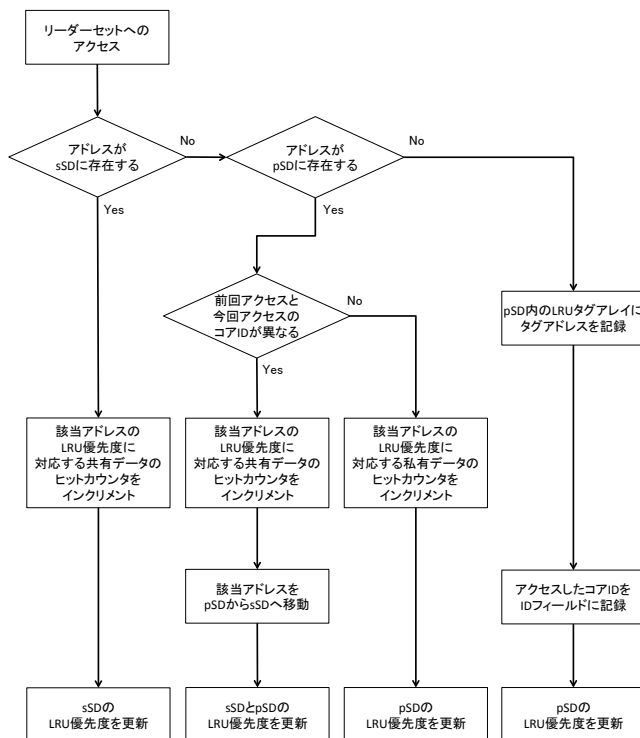 リーダーセットへの
アクセス
アドレスが
sSDに存在する
No
Yes
アドレスが
pSDに存在する
No
Yes
前回アクセスと
今回アクセスの
コアIDが異なる
No
Yes
pSD内のLRUタグアレイに
タグアドレスを記録
該当アドレスの
LRU優先度に
対応する共有データの
ヒットカウンタを
インクリメント
該当アドレスの
LRU優先度に
対応する共有データの
ヒットカウンタを
インクリメント
該当アドレスの
LRU優先度に
対応する私有データの
ヒットカウンタを
インクリメント
該当アドレスを
pSDからsSDへ移動
アクセスしたコアIDを
IDフィールドに記録
sSDの
LRU優先度を更新
sSDとpSDの
LRU優先度を更新
pSDの
LRU優先度を更新
pSDの
LRU優先度を更新